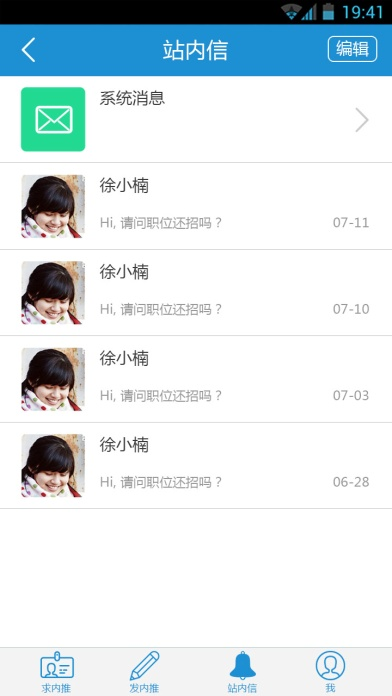 19:41
站内信
编辑
系统消息
徐小楠
Hi, 请问职位还招吗？ 07-11
徐小楠
Hi, 请问职位还招吗？ 07-10
徐小楠
Hi, 请问职位还招吗？ 07-03
徐小楠
Hi, 请问职位还招吗？ 06-28
求内推 发内推 站内信 我